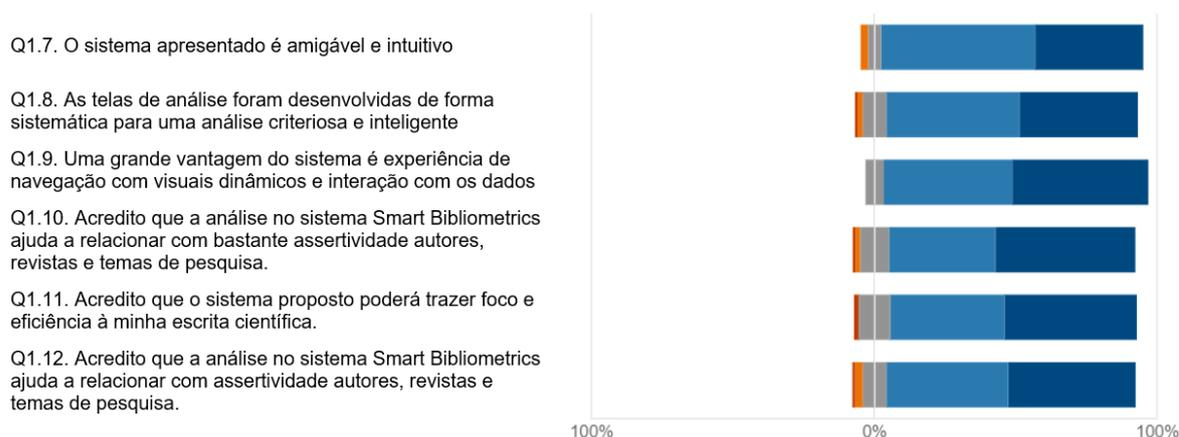 Q1.7. O sistema apresentado é amigável e intuitivo
Q1.8. As telas de análise foram desenvolvidas de forma
sistemática para uma análise criteriosa e inteligente
Q1.9. Uma grande vantagem do sistema é experiência de
navegação com visuais dinâmicos e interação com os dados
Q1.10. Acredito que a análise no sistema Smart Bibliometrics
ajuda a relacionar com bastante assertividade autores,
revistas e temas de pesquisa.
Q1.11. Acredito que o sistema proposto poderá trazer foco e
eficiência à minha escrita científica.
Q1.12. Acredito que a análise no sistema Smart Bibliometrics
ajuda a relacionar com assertividade autores, revistas e
temas de pesquisa.
100% 0% 100%